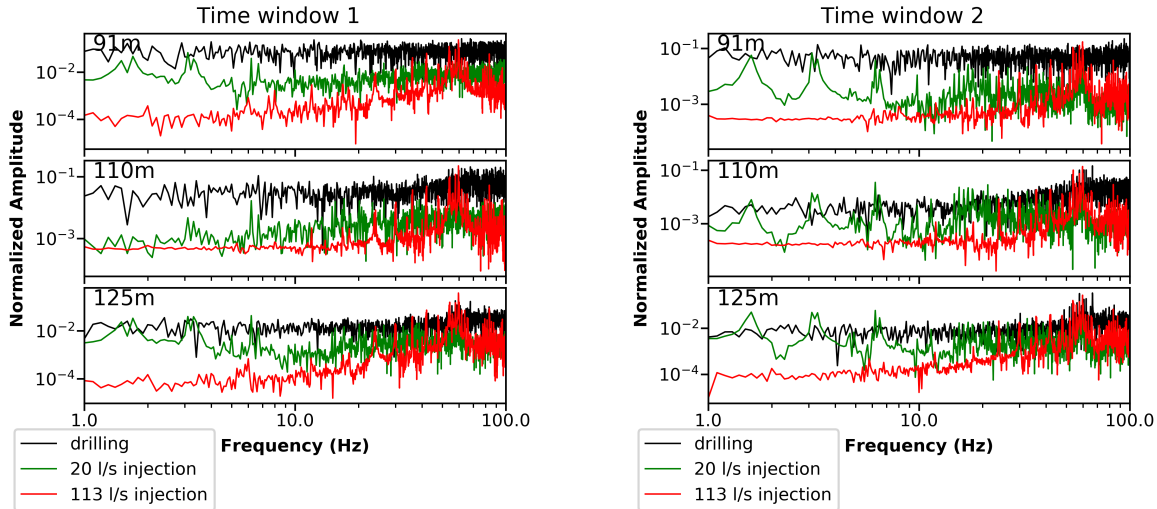 Time window 1
91m
10⁻²
10⁻⁴
110m
10⁻¹
10⁻³
125m
10⁻²
10⁻⁴
1.0 10.0 100.0
Normalized Amplitude
Normalized Amplitude
Frequency (Hz)
drilling
20 l/s injection
113 l/s injection
Time window 2
91m
10⁻¹
10⁻³
110m
10⁻¹
10⁻³
125m
10⁻²
10⁻⁴
1.0 10.0 100.0
Frequency (Hz)
drilling
20 l/s injection
113 l/s injection